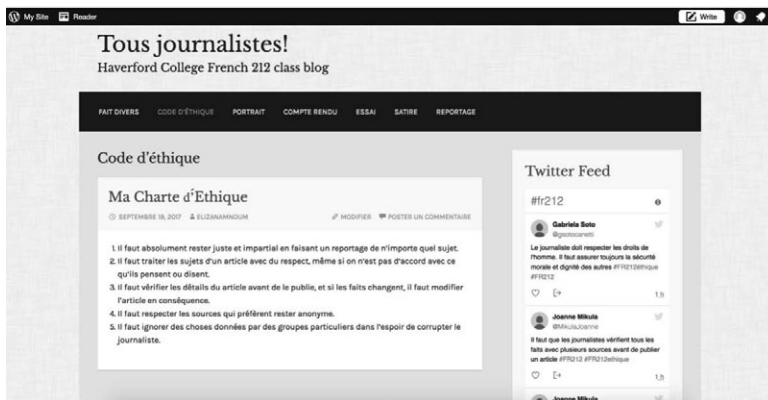 My Site Reader Write
Tous journalistes!
Haverford College French 212 class blog
FAIT DIVERS CODE D'ÉTHIQUE PORTRAIT COMPTE RENDU ESSAI SATIRE REPORTAGE
Code d'éthique
Ma Charte d'Ethique
SEPTEMBRE 19, 2017 ELIZANAMNOUM MODIFIER POSTER UN COMMENTAIRE
1. Il faut absolument rester juste et impartial en faisant un reportage de n'importe quel sujet.
2. Il faut traiter les sujets d'un article avec du respect, même si on n'est pas d'accord avec ce
qu'ils pensent ou disent.
3. Il faut vérifier les détails du article avant de le publie, et si les faits changent, il faut modifier
l'article en conséquence.
4. Il faut respecter les sources qui préfèrent rester anonyme.
5. Il faut ignorer des choses données par des groupes particuliers dans l'espoir de corrupter le
journaliste.
Twitter Feed
#fr212
Gabriela Soto
@gsotocanetti
Le journaliste doit respecter les droits de
l'homme. Il faut assurer toujours la sécurité
morale et dignité des autres #FR212éthique
#FR212
1 h
Joanne Mikula
@MikulaJoanne
Il faut que les journalistes vérifient tous les
faits avec plusieurs sources avant de publier
un article #FR212 #FR212ethique
1 h
Joanne Mikula